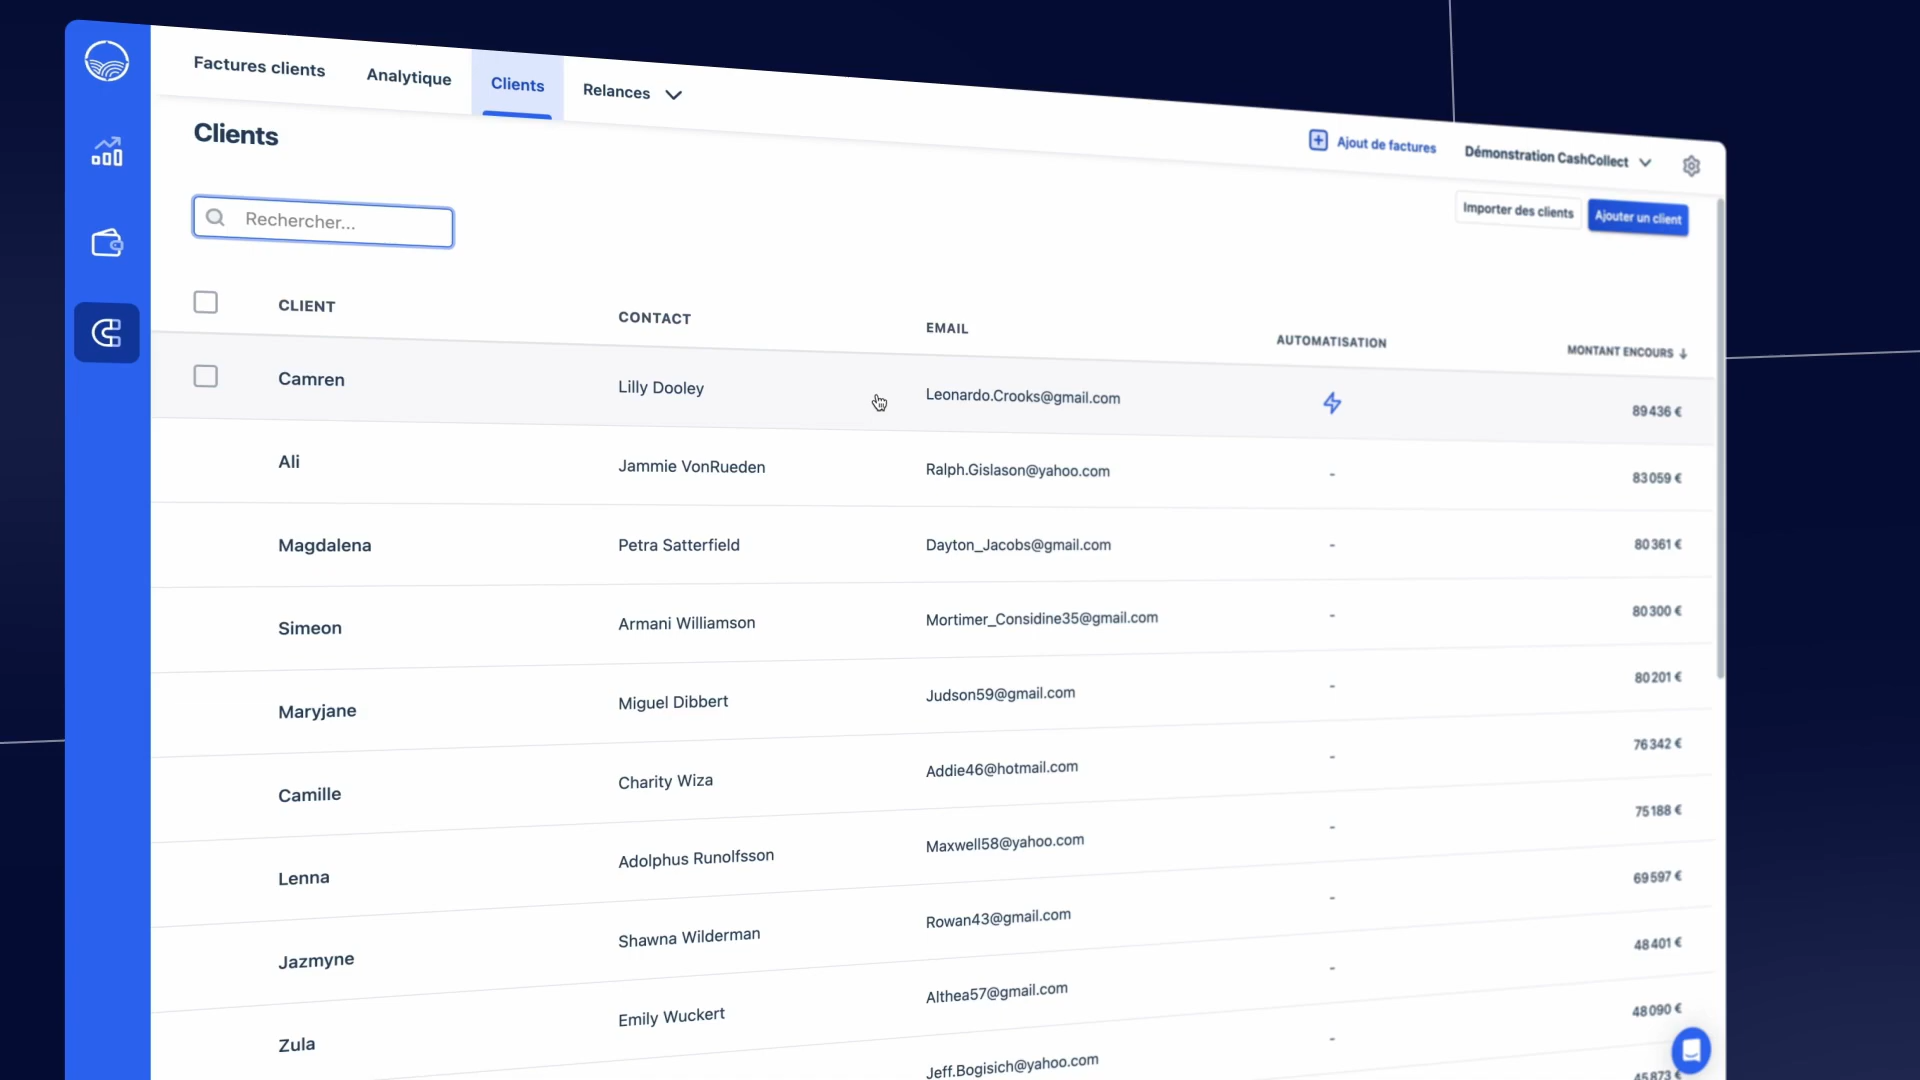 Factures clients Analytique Clients Relances
Ajout de factures Démonstration CashCollect
Clients
Importer des clients Ajouter un client
Rechercher...
CLIENT CONTACT EMAIL AUTOMATISATION MONTANT ENCOURS ↓
Camren Lilly Dooley Leonardo.Crooks@gmail.com 89 436 €
Ali Jammie VonRueden Ralph.Gislason@yahoo.com - 83 059 €
Magdalena Petra Satterfield Dayton_Jacobs@gmail.com - 80 361 €
Simeon Armani Williamson Mortimer_Considine35@gmail.com - 80 300 €
Maryjane Miguel Dibbert Judson59@gmail.com - 80 201 €
Camille Charity Wiza Addie46@hotmail.com - 76 342 €
Lenna Adolphus Runolfsson Maxwell58@yahoo.com - 75 188 €
Jazmyne Shawna Wilderman Rowan43@gmail.com - 69 597 €
Zula Emily Wuckert Althea57@gmail.com - 48 401 €
Jeff.Bogisich@yahoo.com - 48 090 €
45 873 €